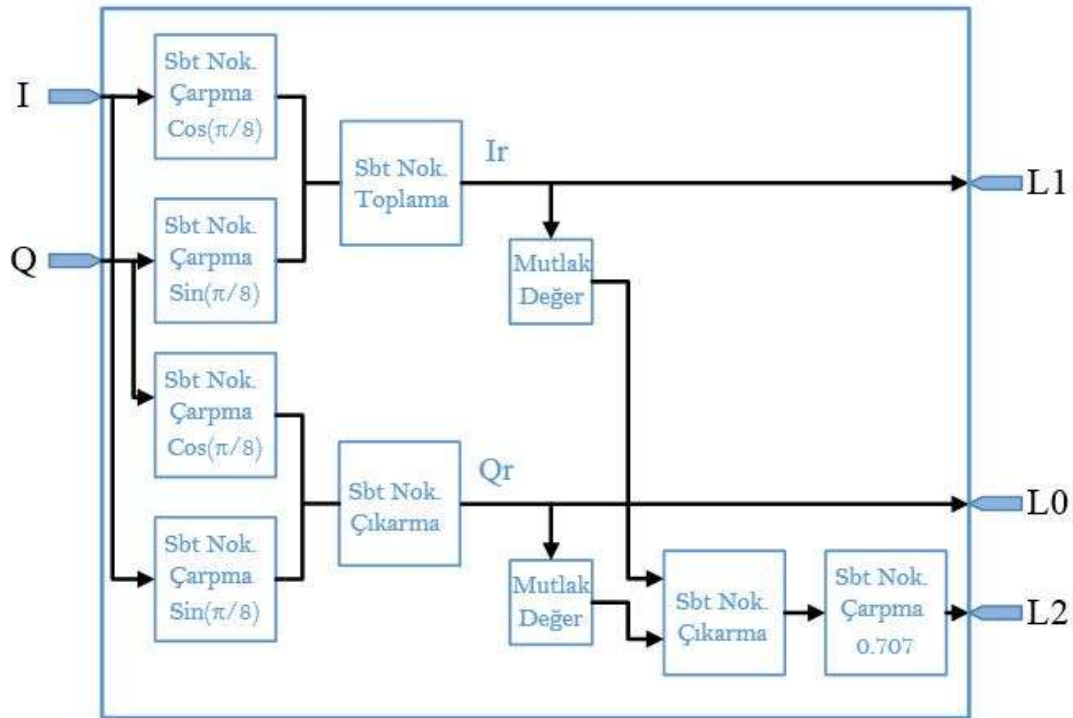 I
Sbt Nok.
Çarpma
Cos(π/8)
Q
Sbt Nok.
Çarpma
Sin(π/8)
Sbt Nok.
Çarpma
Cos(π/8)
Sbt Nok.
Çarpma
Sin(π/8)
Sbt Nok.
Toplama
Ir
L1
Mutlak
Değer
Sbt Nok.
Çıkarma
Qr
L0
Mutlak
Değer
Sbt Nok.
Çıkarma
Sbt Nok.
Çarpma
0.707
L2